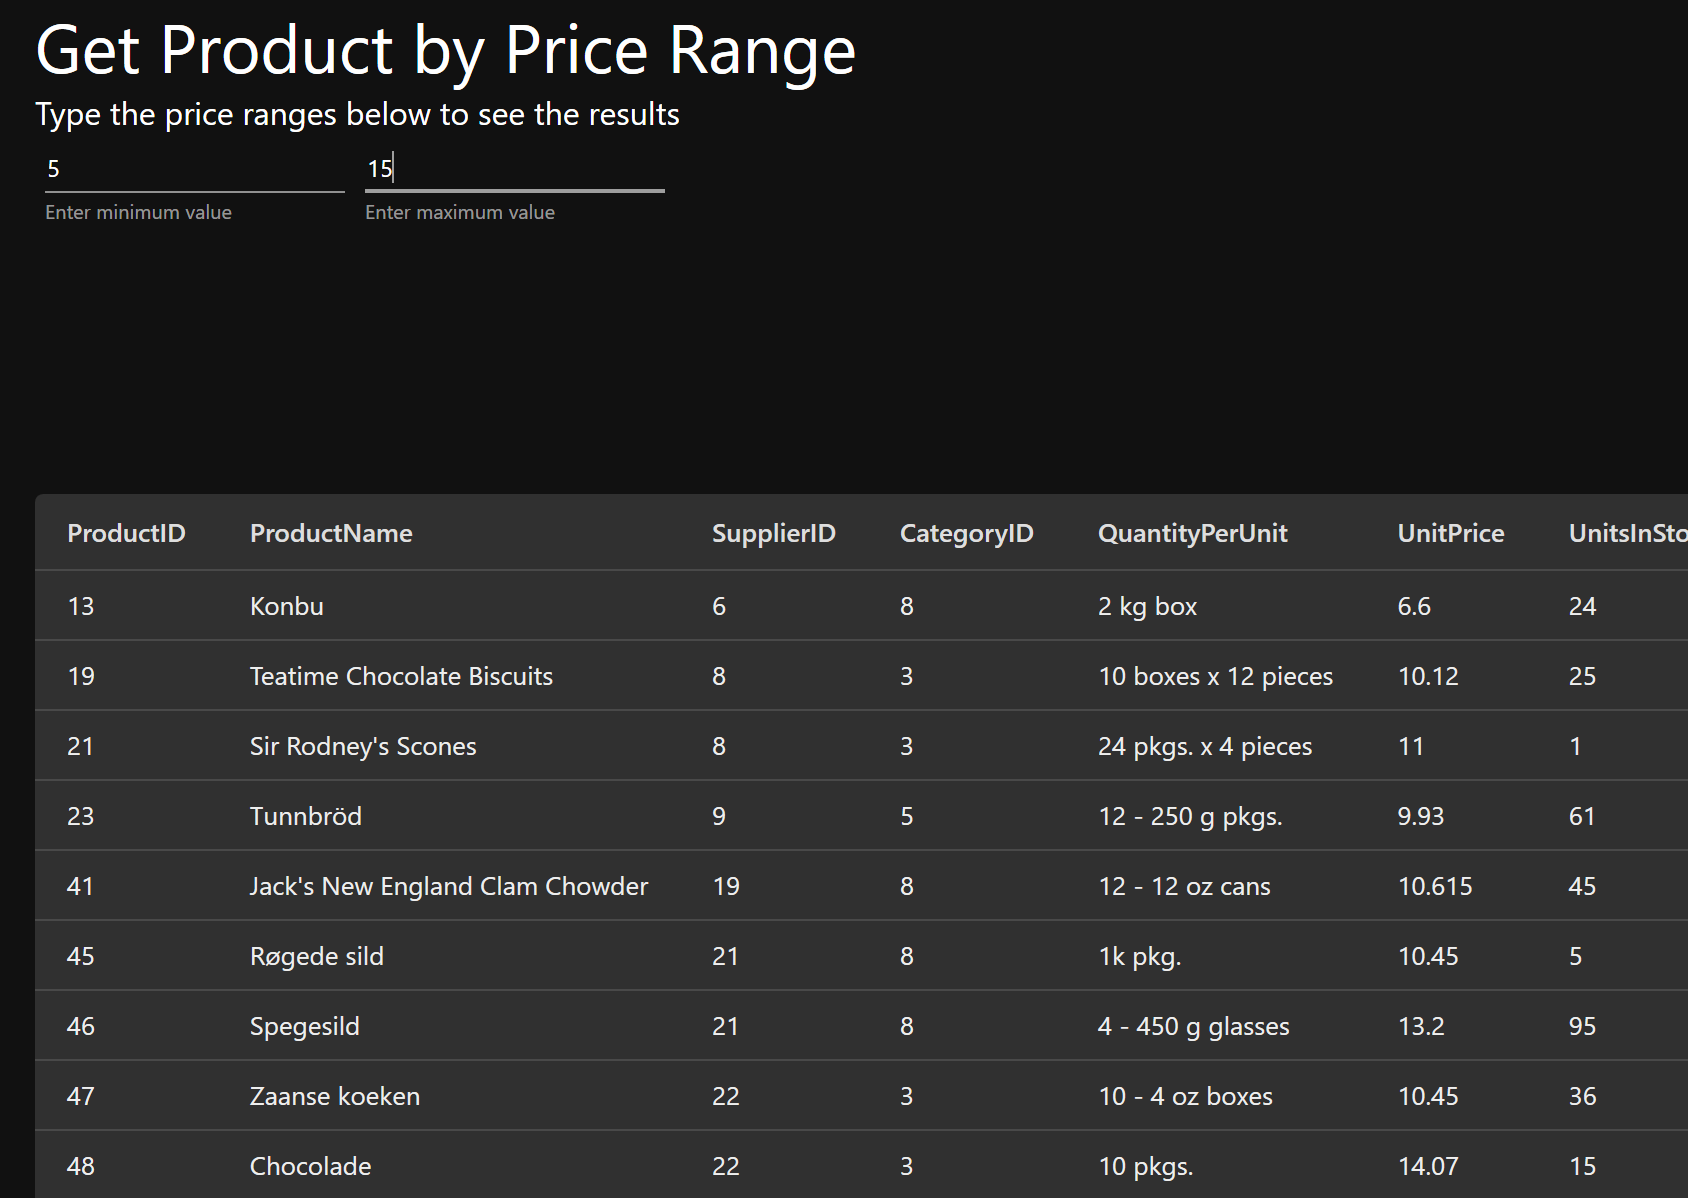 Get Product by Price Range
Type the price ranges below to see the results
5 15
Enter minimum value Enter maximum value
ProductID ProductName SupplierID CategoryID QuantityPerUnit UnitPrice UnitsInSto
13 Konbu 6 8 2 kg box 6.6 24
19 Teatime Chocolate Biscuits 8 3 10 boxes x 12 pieces 10.12 25
21 Sir Rodney's Scones 8 3 24 pkgs. x 4 pieces 11 1
23 Tunnbröd 9 5 12 - 250 g pkgs. 9.93 61
41 Jack's New England Clam Chowder 19 8 12 - 12 oz cans 10.615 45
45 Røgede sild 21 8 1k pkg. 10.45 5
46 Spegesild 21 8 4 - 450 g glasses 13.2 95
47 Zaanse koeken 22 3 10 - 4 oz boxes 10.45 36
48 Chocolade 22 3 10 pkgs. 14.07 15